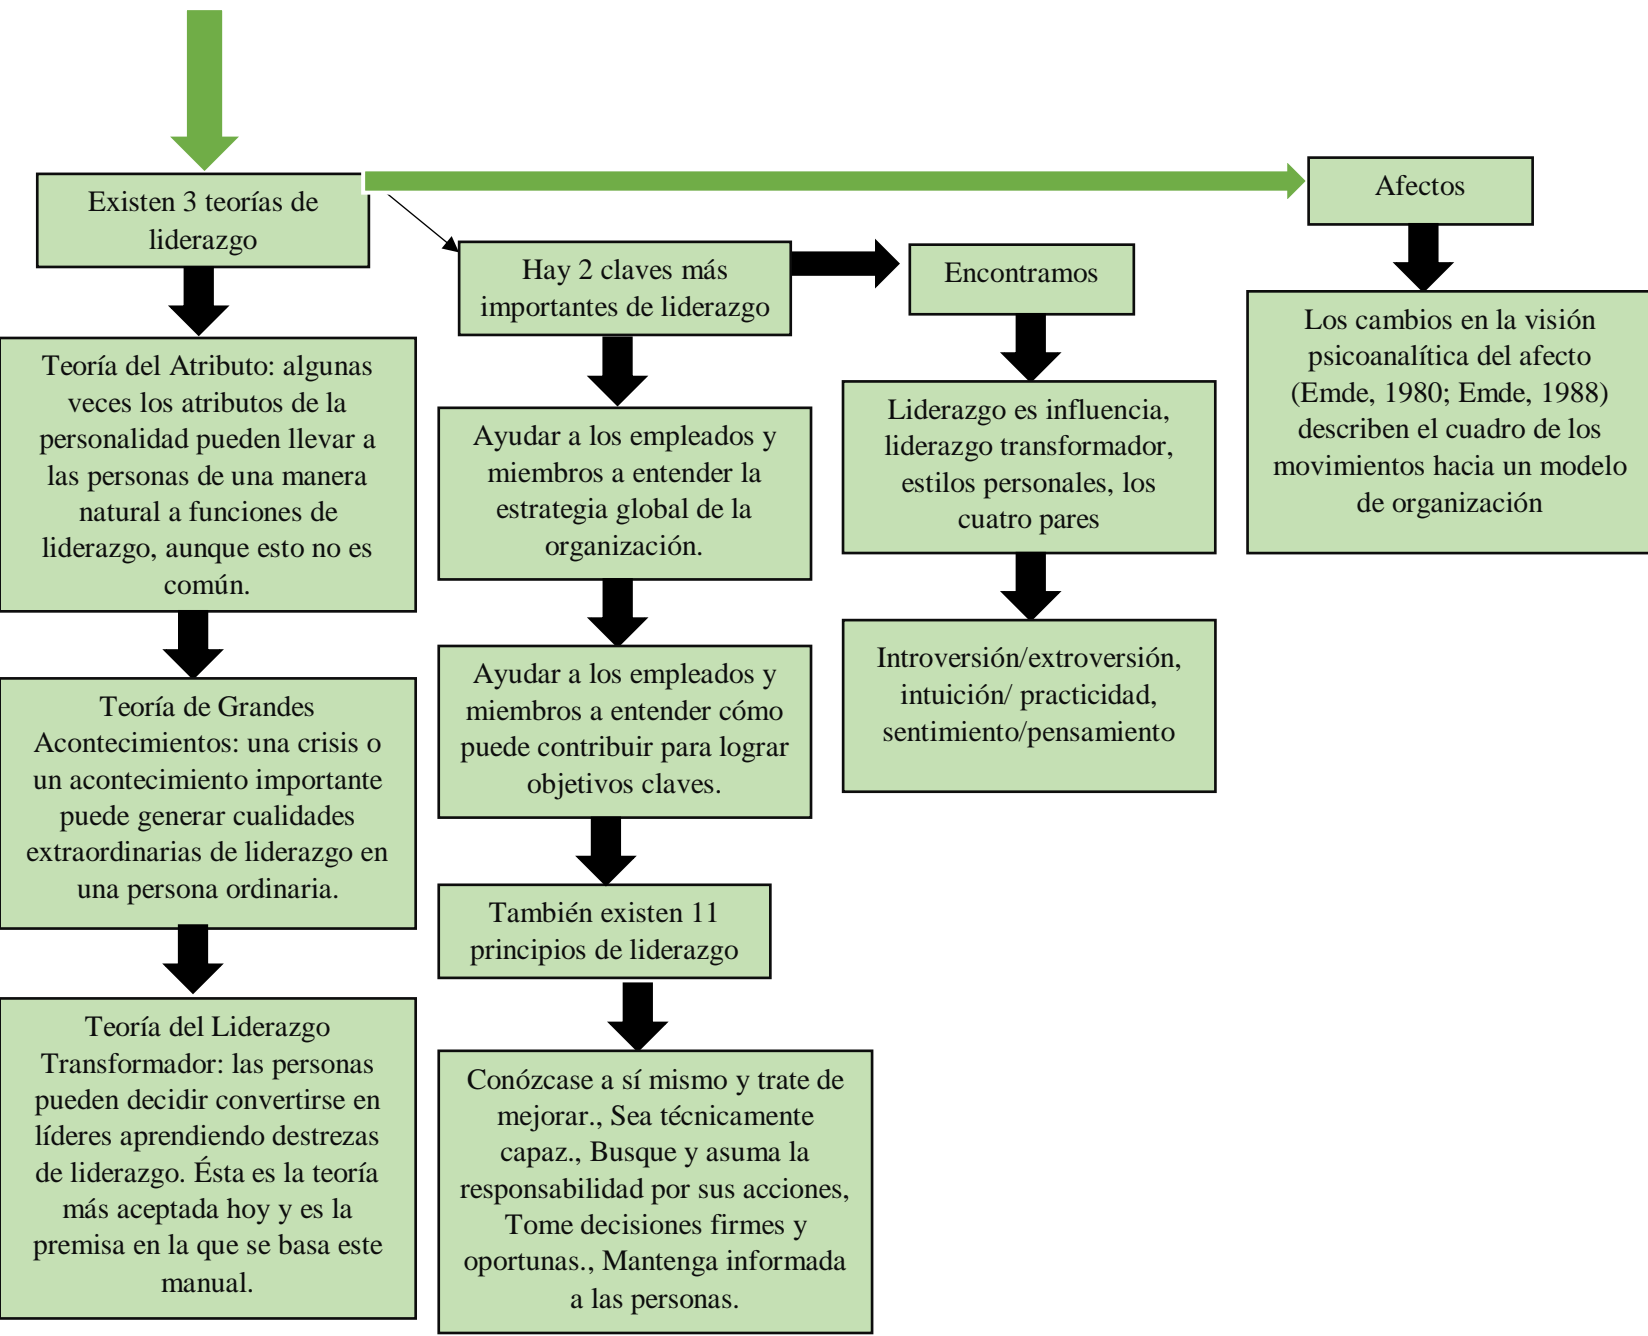 Existen 3 teorías de
liderazgo
Teoría del Atributo: algunas
veces los atributos de la
personalidad pueden llevar a
las personas de una manera
natural a funciones de
liderazgo, aunque esto no es
común.
Teoría de Grandes
Acontecimientos: una crisis o
un acontecimiento importante
puede generar cualidades
extraordinarias de liderazgo en
una persona ordinaria.
Teoría del Liderazgo
Transformador: las personas
pueden decidir convertirse en
líderes aprendiendo destrezas
de liderazgo. Ésta es la teoría
más aceptada hoy y es la
premisa en la que se basa este
manual.
Hay 2 claves más
importantes de liderazgo
Ayudar a los empleados y
miembros a entender la
estrategia global de la
organización.
Ayudar a los empleados y
miembros a entender cómo
puede contribuir para lograr
objetivos claves.
También existen 11
principios de liderazgo
Conózcase a sí mismo y trate de
mejorar., Sea técnicamente
capaz., Busque y asuma la
responsabilidad por sus acciones,
Tome decisiones firmes y
oportunas., Mantenga informada
a las personas.
Encontramos
Liderazgo es influencia,
liderazgo transformador,
estilos personales, los
cuatro pares
Introversión/extroversión,
intuición/ practicidad,
sentimiento/pensamiento
Afectos
Los cambios en la visión
psicoanalítica del afecto
(Emde, 1980; Emde, 1988)
describen el cuadro de los
movimientos hacia un modelo
de organización